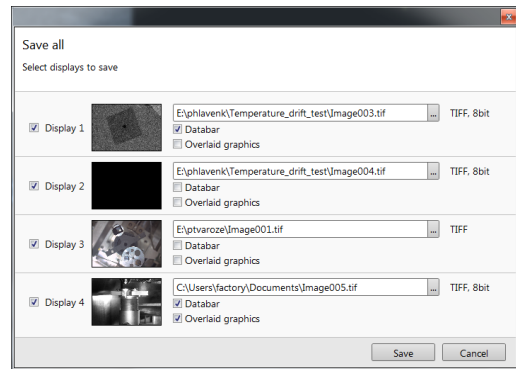 Save all
Select displays to save
Display 1
E:\phlavenk\Temperature_drift_test\Image003.tif ... TIFF, 8bit
Databar
Overlaid graphics
Display 2
E:\phlavenk\Temperature_drift_test\Image004.tif ... TIFF, 8bit
Databar
Overlaid graphics
Display 3
E:\ptvaroze\Image001.tif ... TIFF
Databar
Overlaid graphics
Display 4
C:\Users\factory\Documents\Image005.tif ... TIFF, 8bit
Databar
Overlaid graphics
Save Cancel